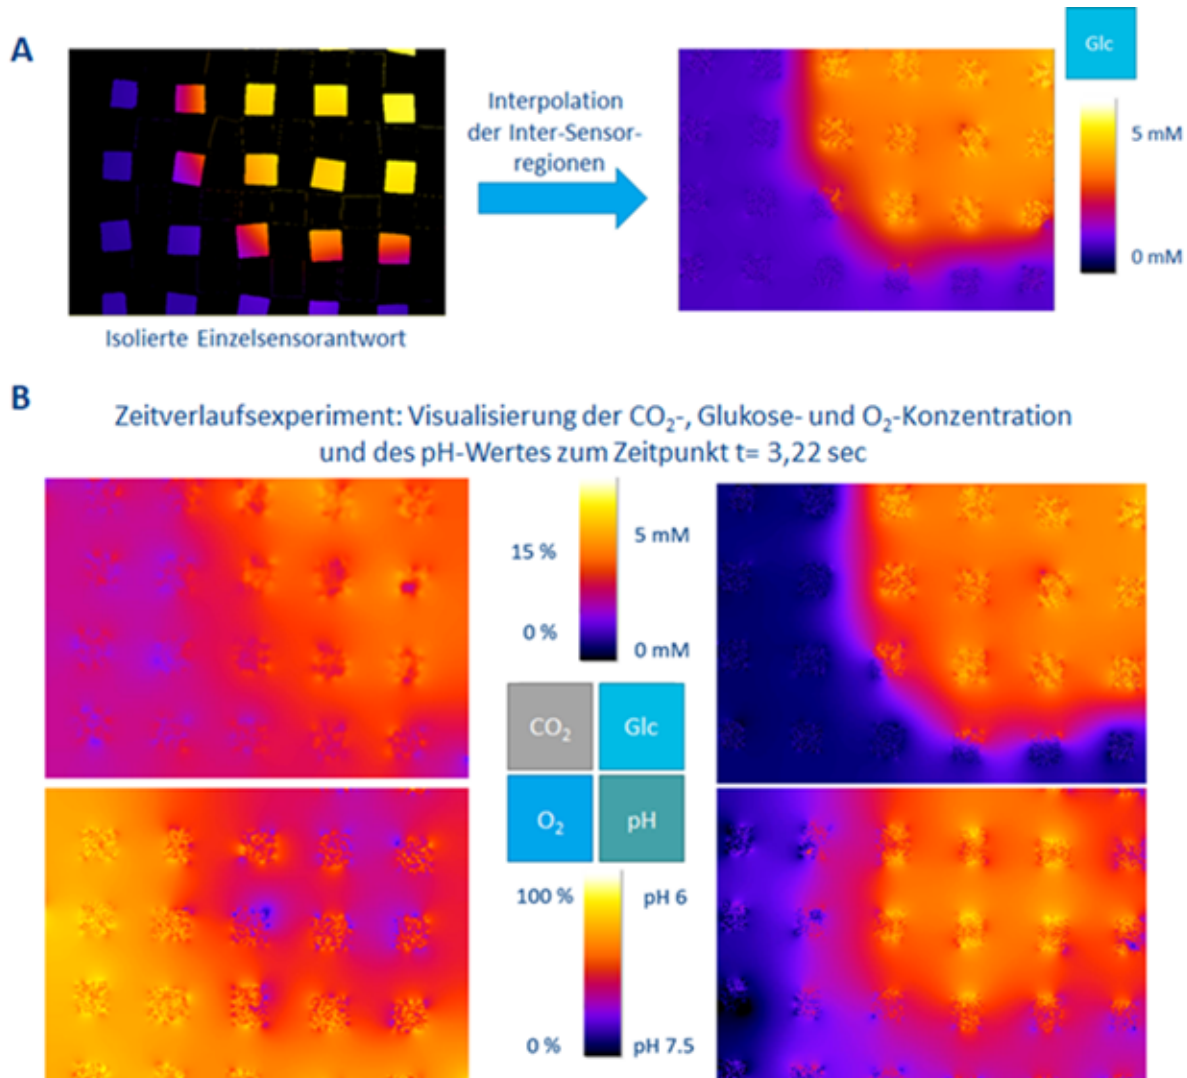 A
Glc
Interpolation
der Inter-Sensor-
regionen
5 mM
0 mM
Isolierte Einzelsensorantwort
B
Zeitverlaufsexperiment: Visualisierung der CO₂-, Glukose- und O₂-Konzentration
und des pH-Wertes zum Zeitpunkt t= 3,22 sec
15 %
5 mM
0 %
0 mM
CO₂
Glc
O₂
pH
100 %
pH 6
0 %
pH 7.5